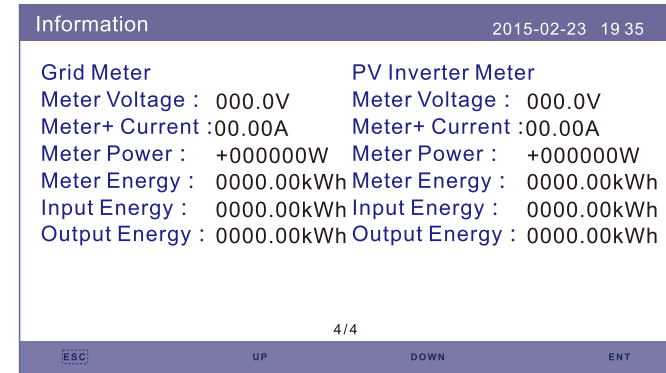 Information 2015-02-23 19 35
Grid Meter PV Inverter Meter
Meter Voltage : 000.0V Meter Voltage : 000.0V
Meter+ Current :00.00A Meter+ Current :00.00A
Meter Power : +000000W Meter Power : +000000W
Meter Energy : 0000.00kWh Meter Energy : 0000.00kWh
Input Energy : 0000.00kWh Input Energy : 0000.00kWh
Output Energy : 0000.00kWh Output Energy : 0000.00kWh
4/4
ESC UP DOWN ENT